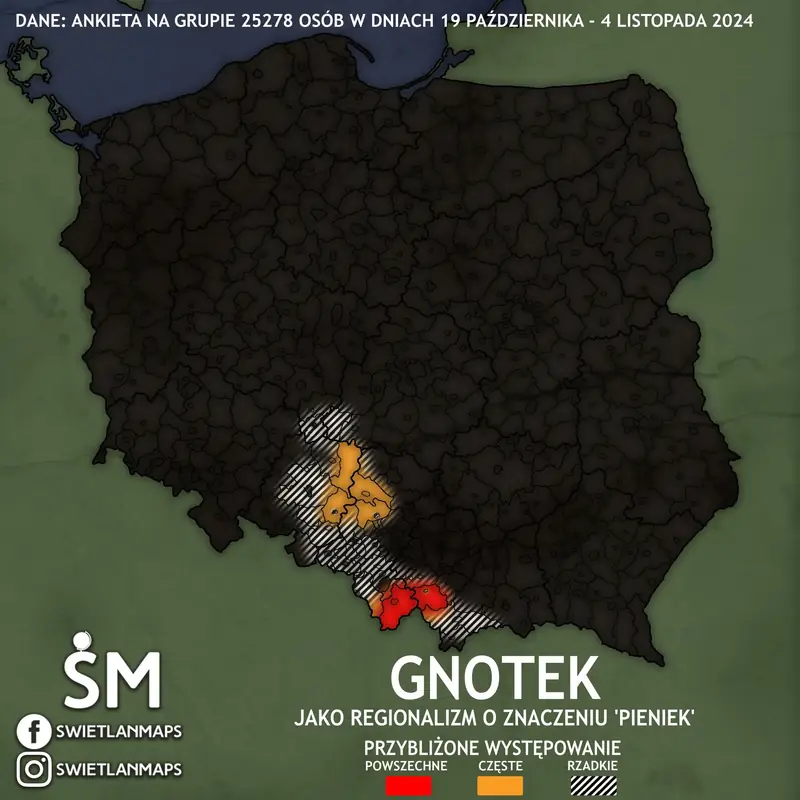 DANE: ANKIETA NA GRUPIE 25278 OSÓB W DNIACH 19 PAŹDZIERNIKA - 4 LISTOPADA 2024
ŚM
SWIETLANMAPS
SWIETLANMAPS
GNOTEK
JAKO REGIONALIZM O ZNACZENIU 'PIENIEK'
PRZYBLIŻONE WYSTĘPOWANIE
POWSZECHNE CZĘSTE RZADKIE